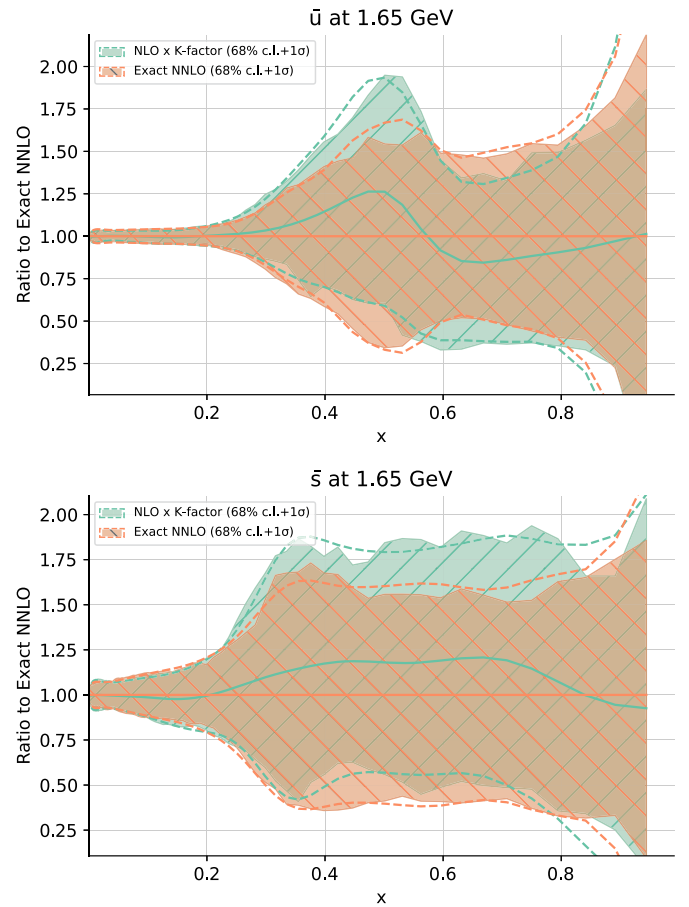 ū at 1.65 GeV
NLO x K-factor (68% c.l.+1σ)
Exact NNLO (68% c.l.+1σ)
Ratio to Exact NNLO
2.00
1.75
1.50
1.25
1.00
0.75
0.50
0.25
0.2 0.4 0.6 0.8
x
s̄ at 1.65 GeV
NLO x K-factor (68% c.l.+1σ)
Exact NNLO (68% c.l.+1σ)
Ratio to Exact NNLO
2.00
1.75
1.50
1.25
1.00
0.75
0.50
0.25
0.2 0.4 0.6 0.8
x